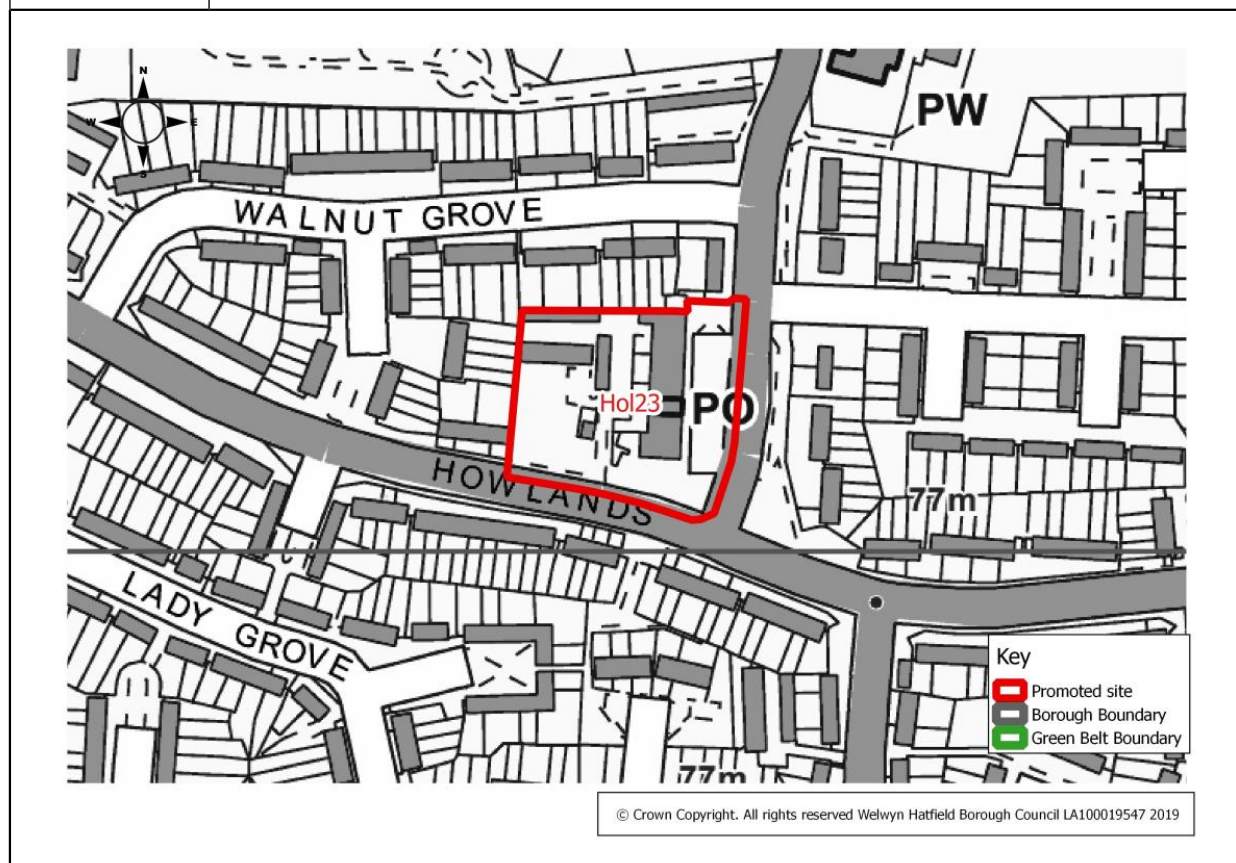 N
W
E
S
PW
WALNUT GROVE
Hol23
PO
HOWLANDS
77m
LADY GROVE
77m
Key
Promoted site
Borough Boundary
Green Belt Boundary
© Crown Copyright. All rights reserved Welwyn Hatfield Borough Council LA100019547 2019